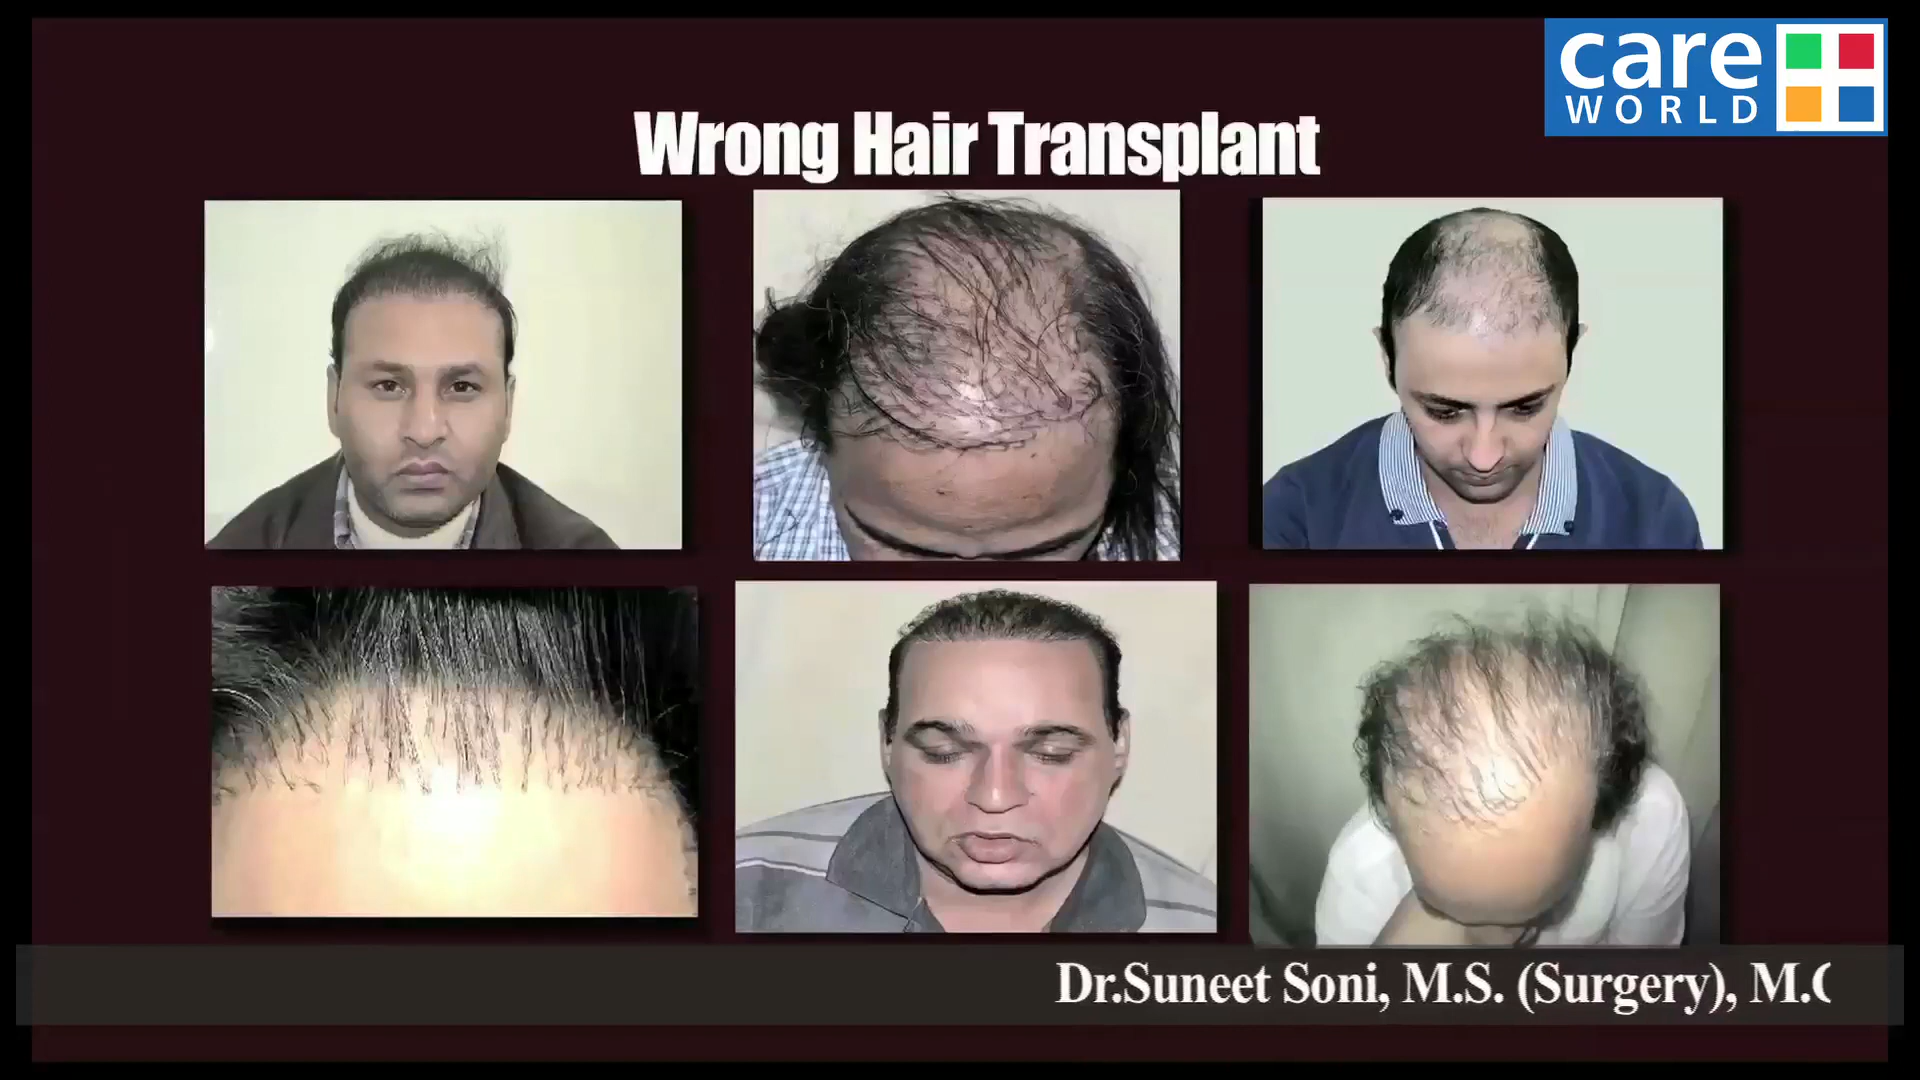 care
WORLD
Wrong Hair Transplant
Dr.Suneet Soni, M.S. (Surgery),